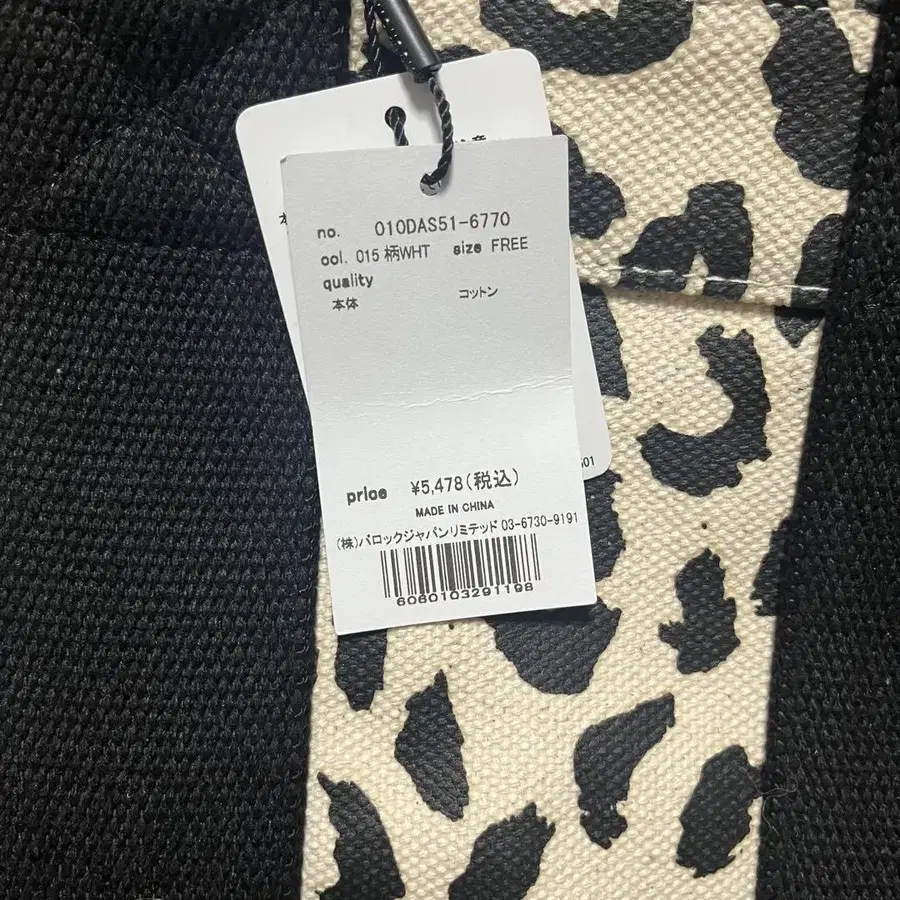 no. 010DAS51-6770
col. 015 柄WHT size FREE
quality
本体 コットン
price ¥5,478(税込)
MADE IN CHINA
(株)バロックジャパンリミテッド 03-6730-9191
6060103291198